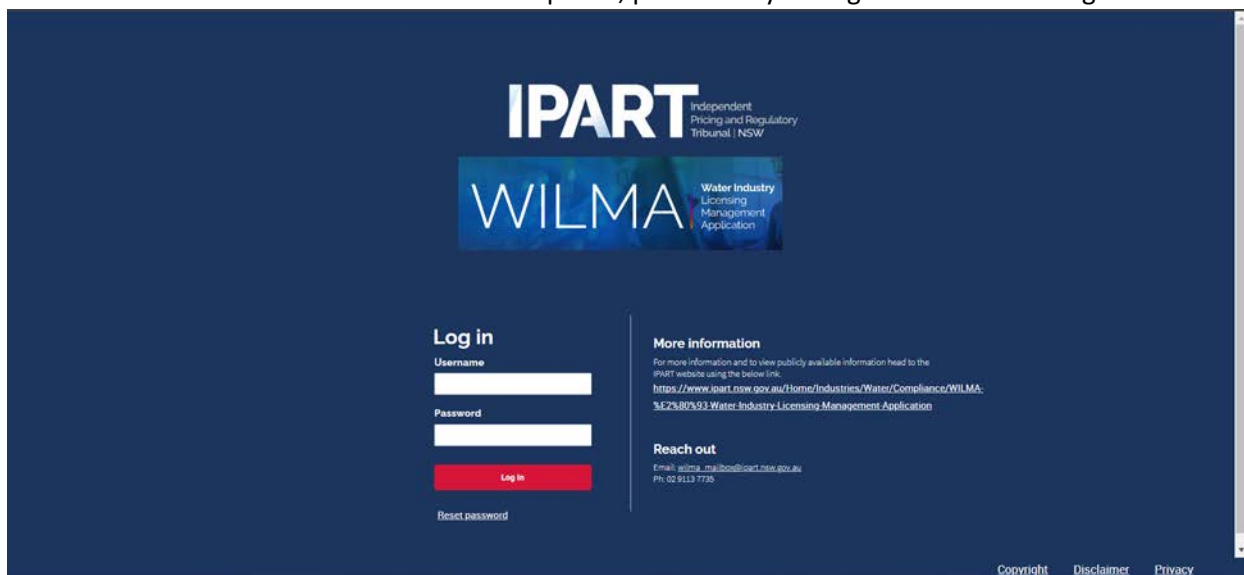 IPART
Independent
Pricing and Regulatory
Tribunal | NSW
WILMA
Water Industry
Licensing
Management
Application
Log in
Username
Password
Log in
Reset password
More information
For more information and to view publicly available information head to the
IPART website using the below link.
https://www.ipart.nsw.gov.au/Home/Industries/Water/Compliance/WILMA-
%E2%80%93-Water-Industry-Licensing-Management-Application
Reach out
Email: wilma_mailbox@ipart.nsw.gov.au
Ph: 02 9113 7735
Copyright Disclaimer Privacy